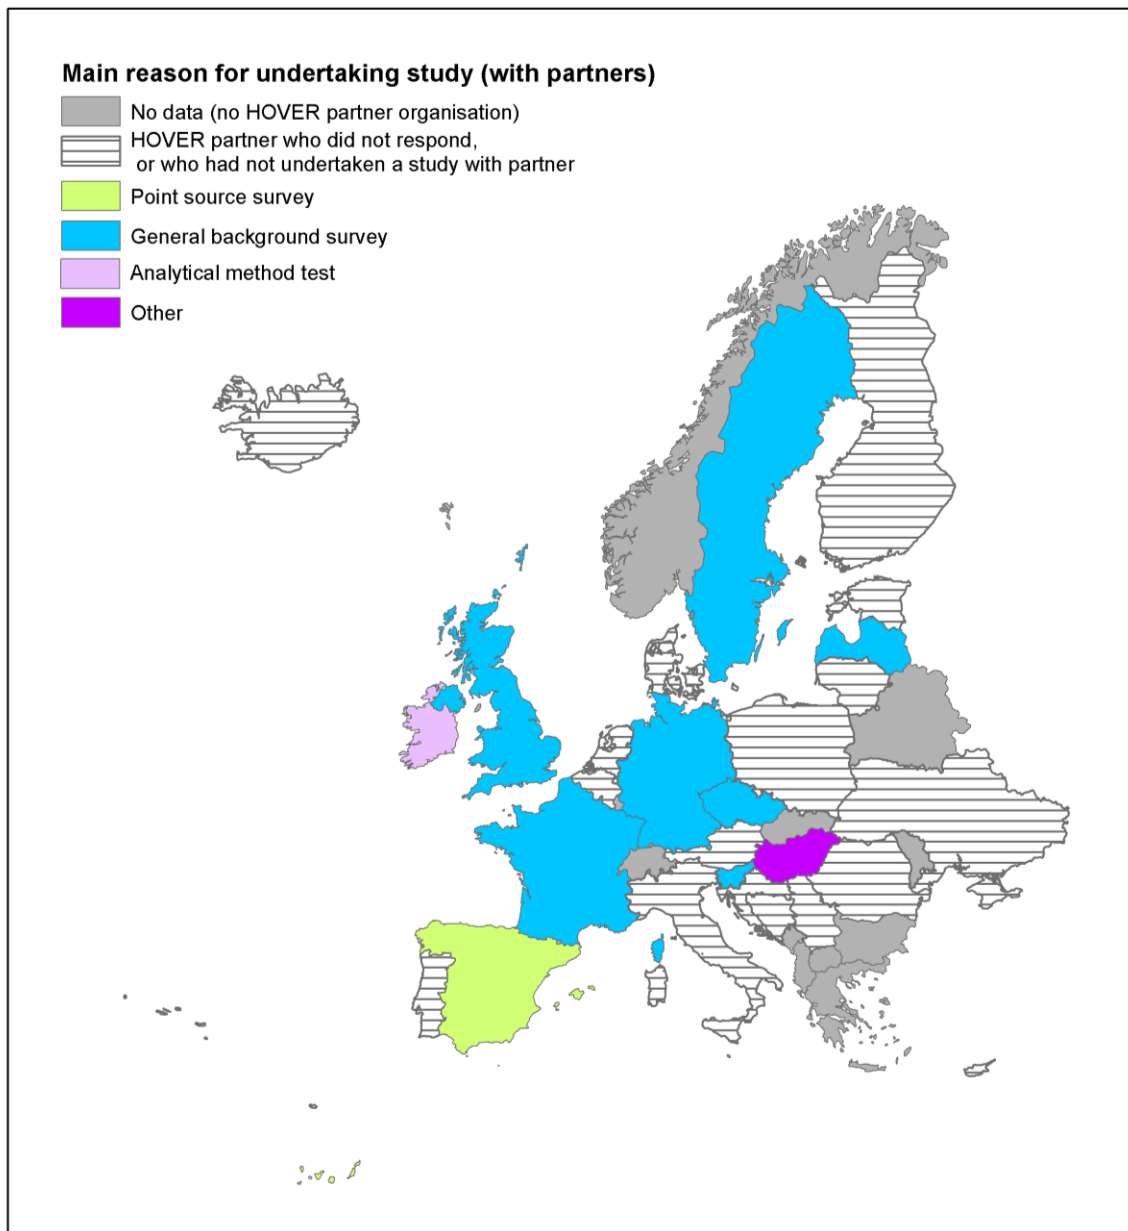 Main reason for undertaking study (with partners)
No data (no HOVER partner organisation)
HOVER partner who did not respond,
or who had not undertaken a study with partner
Point source survey
General background survey
Analytical method test
Other